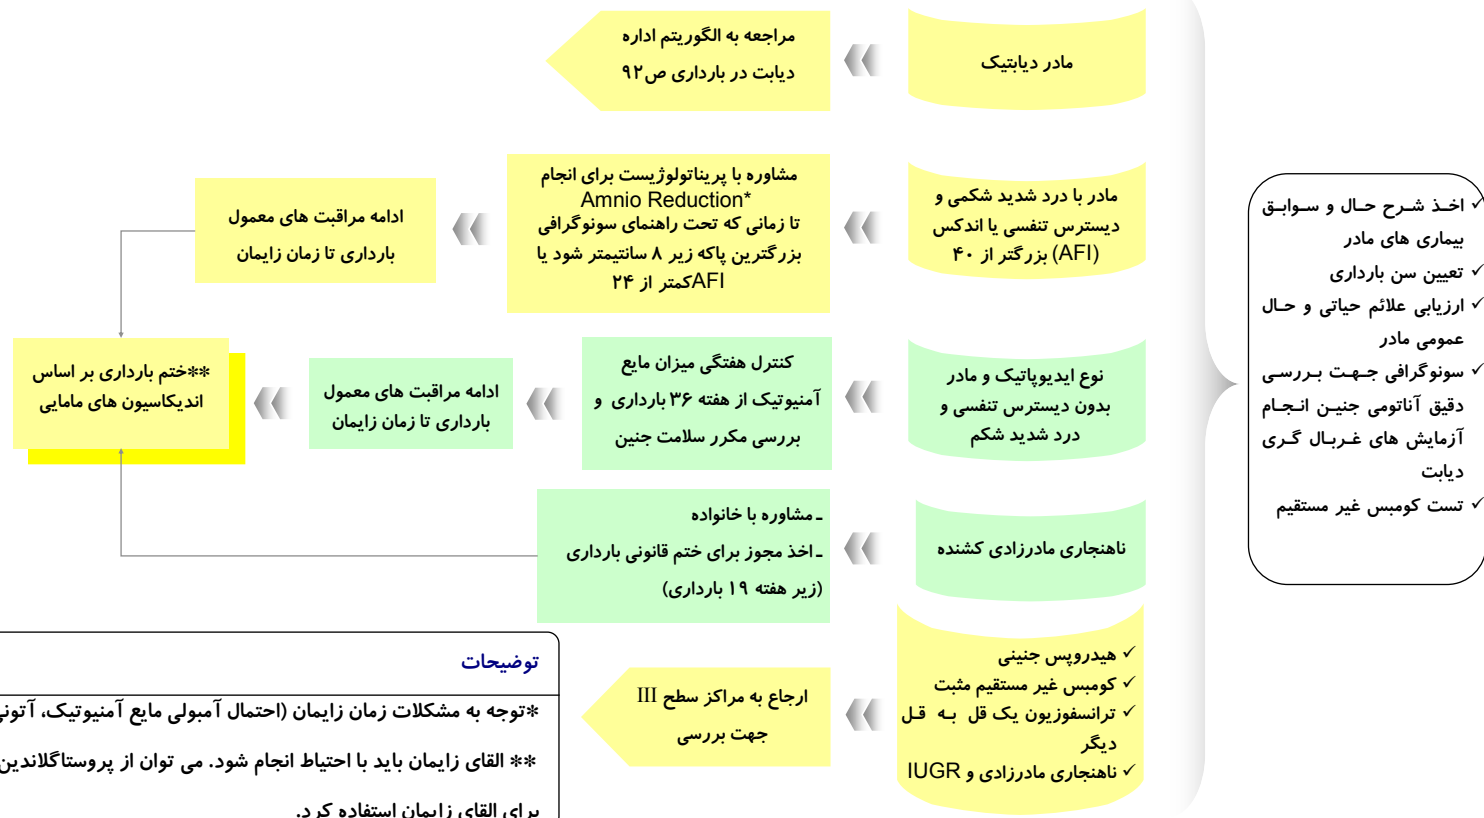 اخذ شرح حال و سوابق
بیماری های مادر
تعیین سن بارداری
ارزیابی علائم حیاتی و حال
عمومی مادر
سونوگرافی جهت بررسی
دقیق آناتومی جنین انجام
آزمایش های غربال گری
دیابت
تست کومبس غیر مستقیم
مادر دیابتیک
مراجعه به الگوریتم اداره
دیابت در بارداری ص۹۲
مادر با درد شدید شکمی و
دیسترس تنفسی یا اندکس
(AFI) بزرگتر از ۴۰
مشاوره با پریناتولوژیست برای انجام
Amnio Reduction*
تا زمانی که تحت راهنمای سونوگرافی
بزرگترین پاکه زیر ۸ سانتیمتر شود یا
AFIکمتر از ۲۴
ادامه مراقبت های معمول
بارداری تا زمان زایمان
نوع ایدیوپاتیک و مادر
بدون دیسترس تنفسی و
درد شدید شکم
کنترل هفتگی میزان مایع
آمنیوتیک از هفته ۳۶ بارداری و
بررسی مکرر سلامت جنین
ادامه مراقبت های معمول
بارداری تا زمان زایمان
**ختم بارداری بر اساس
اندیکاسیون های مامایی
ناهنجاری مادرزادی کشنده
ـ مشاوره با خانواده
ـ اخذ مجوز برای ختم قانونی بارداری
(زیر هفته ۱۹ بارداری)
هیدروپس جنینی
کومبس غیر مستقیم مثبت
ترانسفوزیون یک قل به قل
دیگر
ناهنجاری مادرزادی و IUGR
ارجاع به مراکز سطح III
جهت بررسی
توضیحات
*توجه به مشکلات زمان زایمان (احتمال آمبولی مایع آمنیوتیک،
** القای زایمان باید با احتیاط انجام شود. می توان از پروستاگلاندین
برای القای زایمان استفاده کرد.